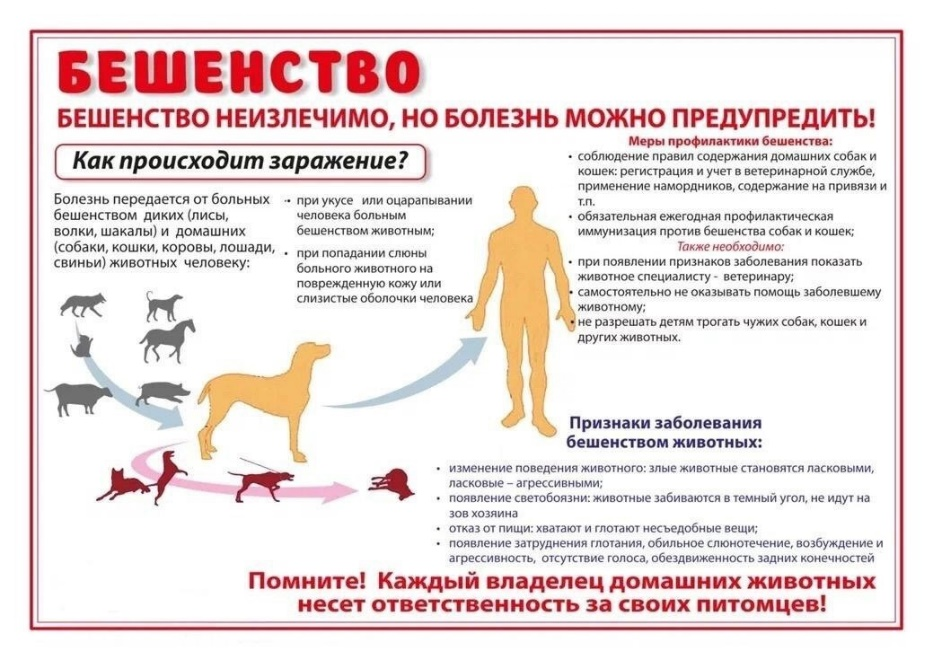 БЕШЕНСТВО
БЕШЕНСТВО НЕИЗЛЕЧИМО, НО БОЛЕЗНЬ МОЖНО ПРЕДУПРЕДИТЬ!
Как происходит заражение?
Болезнь передается от больных
бешенством диких (лисы,
волки, шакалы) и домашних
(собаки, кошки, коровы, лошади,
свиньи) животных человеку:
• при укусе или оцарапывании
человека больным
бешенством животным;
• при попадании слюны
больного животного на
поврежденную кожу или
слизистые оболочки человека
Меры профилактики бешенства:
• соблюдение правил содержания домашних собак и
кошек: регистрация и учет в ветеринарной службе,
применение намордников, содержание на привязи и
т.п.
• обязательная ежегодная профилактическая
иммунизация против бешенства собак и кошек;
Также необходимо:
• при появлении признаков заболевания показать
животное специалисту - ветеринару;
• самостоятельно не оказывать помощь заболевшему
животному;
• не разрешать детям трогать чужих собак, кошек и
других животных.
Признаки заболевания
бешенством животных:
• изменение поведения животного: злые животные становятся ласковыми,
ласковые – агрессивными;
• появление светобоязни: животные забиваются в темный угол, не идут на
зов хозяина
• отказ от пищи: хватают и глотают несъедобные вещи;
• появление затруднения глотания, обильное слюнотечение, возбуждение и
агрессивность, отсутствие голоса, обездвиженность задних конечностей
Помните! Каждый владелец домашних животных
несет ответственность за своих питомцев!